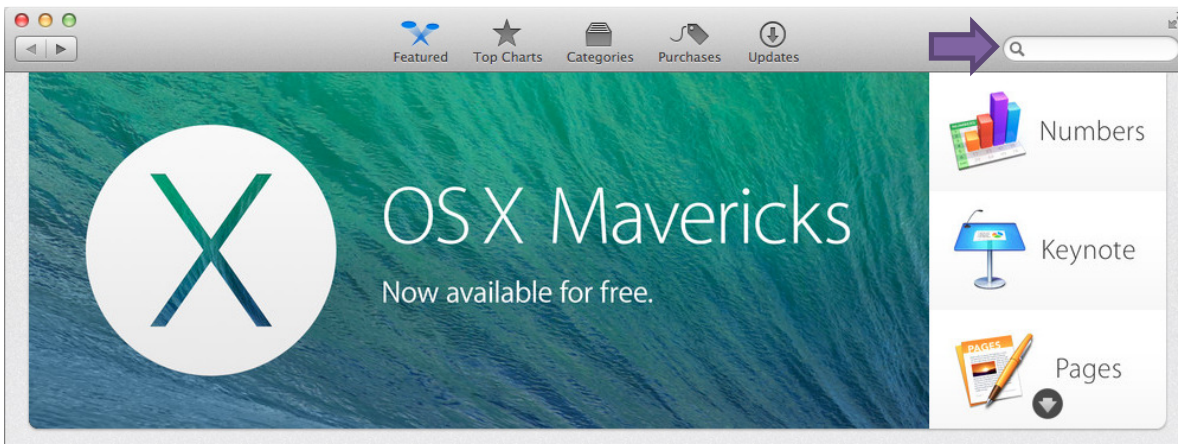 Featured
Top Charts
Categories
Purchases
Updates
OS X Mavericks
Now available for free.
Numbers
Keynote
PAGES
Pages